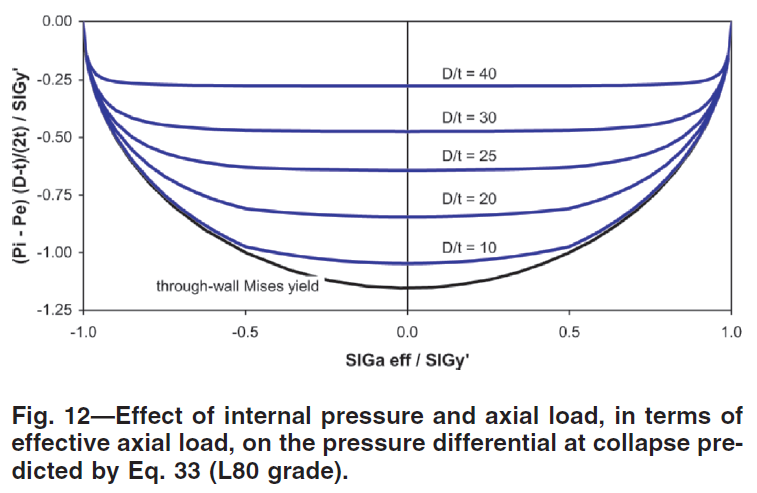 0.00
-0.25
-0.50
-0.75
-1.00
-1.25
(Pi - Pe) (D-t)/(2t) / SIGy'
D/t = 40
D/t = 30
D/t = 25
D/t = 20
D/t = 10
through-wall Mises yield
-1.0 -0.5 0.0 0.5 1.0
SIGa eff / SIGy'
Fig. 12—Effect of internal pressure and axial load, in terms of
effective axial load, on the pressure differential at collapse pre-
dicted by Eq. 33 (L80 grade).